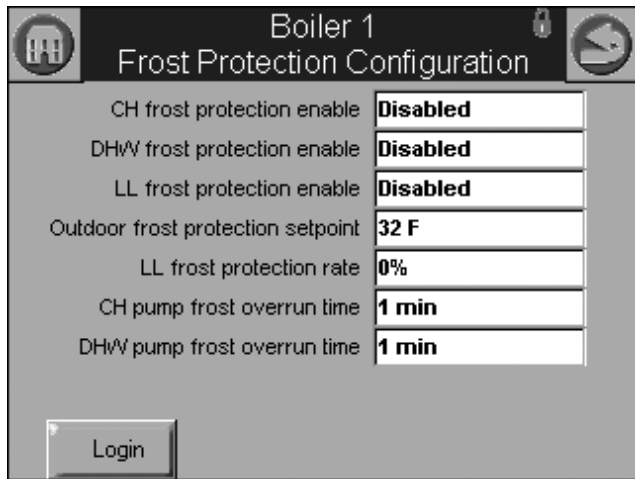 Boiler 1
Frost Protection Configuration
CH frost protection enable Disabled
DHW frost protection enable Disabled
LL frost protection enable Disabled
Outdoor frost protection setpoint 32 F
LL frost protection rate 0%
CH pump frost overrun time 1 min
DHW pump frost overrun time 1 min
Login